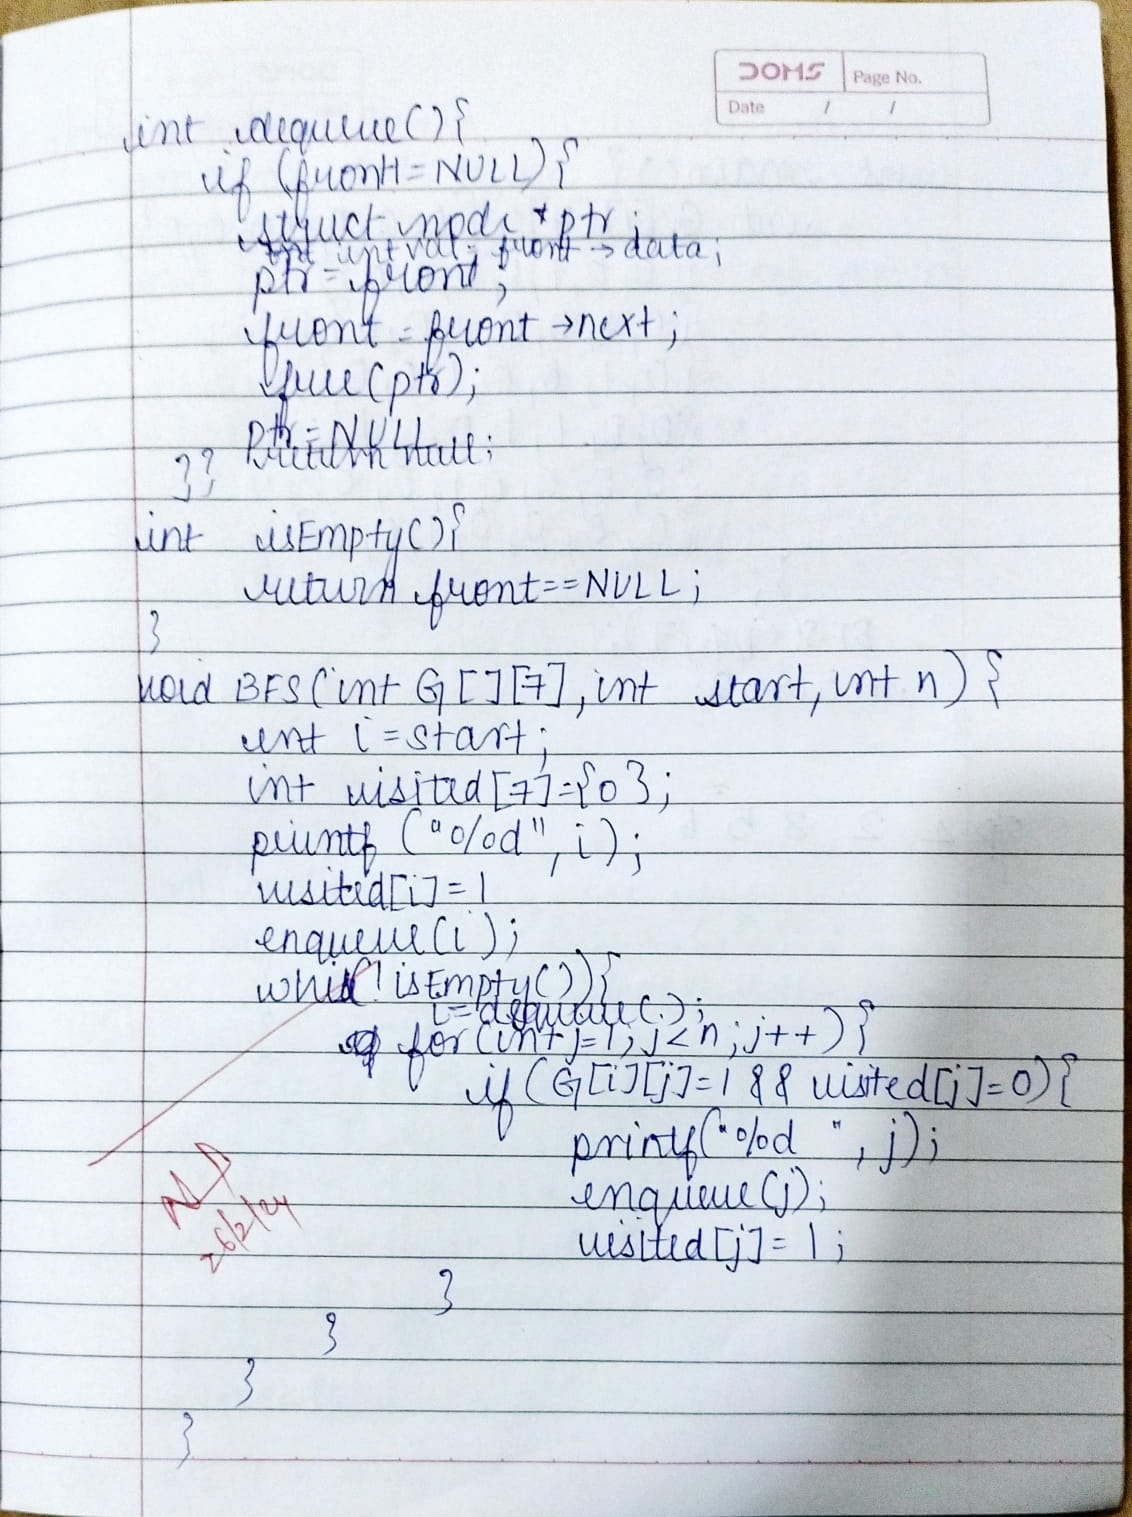 DOMS Page No.
Date / /
int dequeue(){
if (front!=NULL){
struct node *ptr;
int val; front→data;
ptr=front;
front=front→next;
free(ptr);
ptr=NULL
return
}}
int isEmpty(){
return front==NULL;
}
void BFS(int G[][7],int start,int n){
int i=start;
int visited[7]={0};
printf("%d",i);
visited[i]=1
enqueue(i);
while(!isEmpty()){
i=dequeue();
for(int j=1;j<n;j++){
if(G[i][j]=1&&visited[j]=0){
printf("%d ",j);
enqueue(j);
visited[j]=1;
}
}
}
}
26/2/24